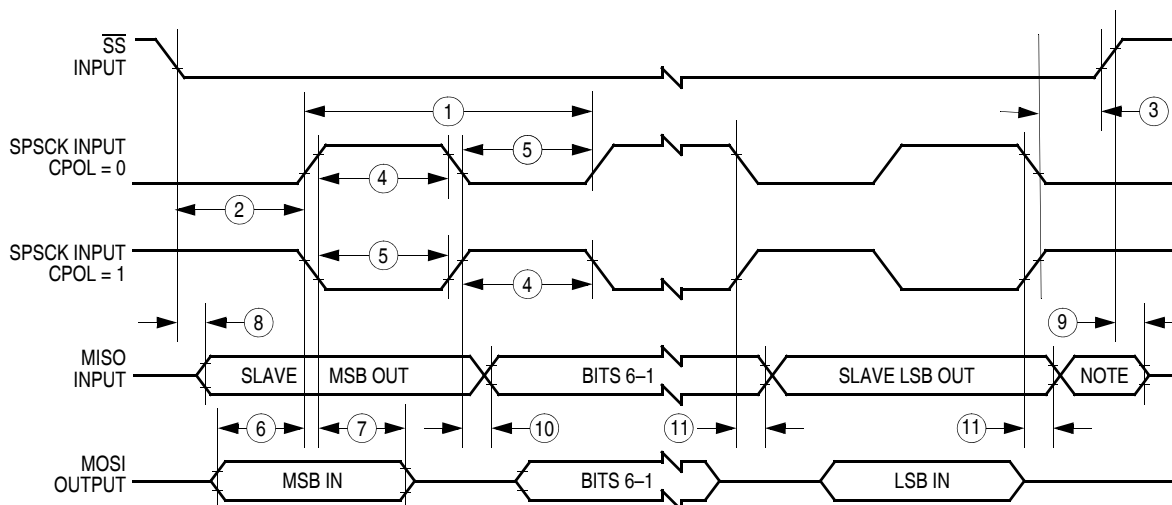 SS
INPUT
1
3
SPSCK INPUT
CPOL = 0
5
4
2
SPSCK INPUT
CPOL = 1
5
4
8
9
MISO
INPUT
SLAVE MSB OUT
BITS 6–1
SLAVE LSB OUT
NOTE
6
7
10
11
11
MOSI
OUTPUT
MSB IN
BITS 6–1
LSB IN